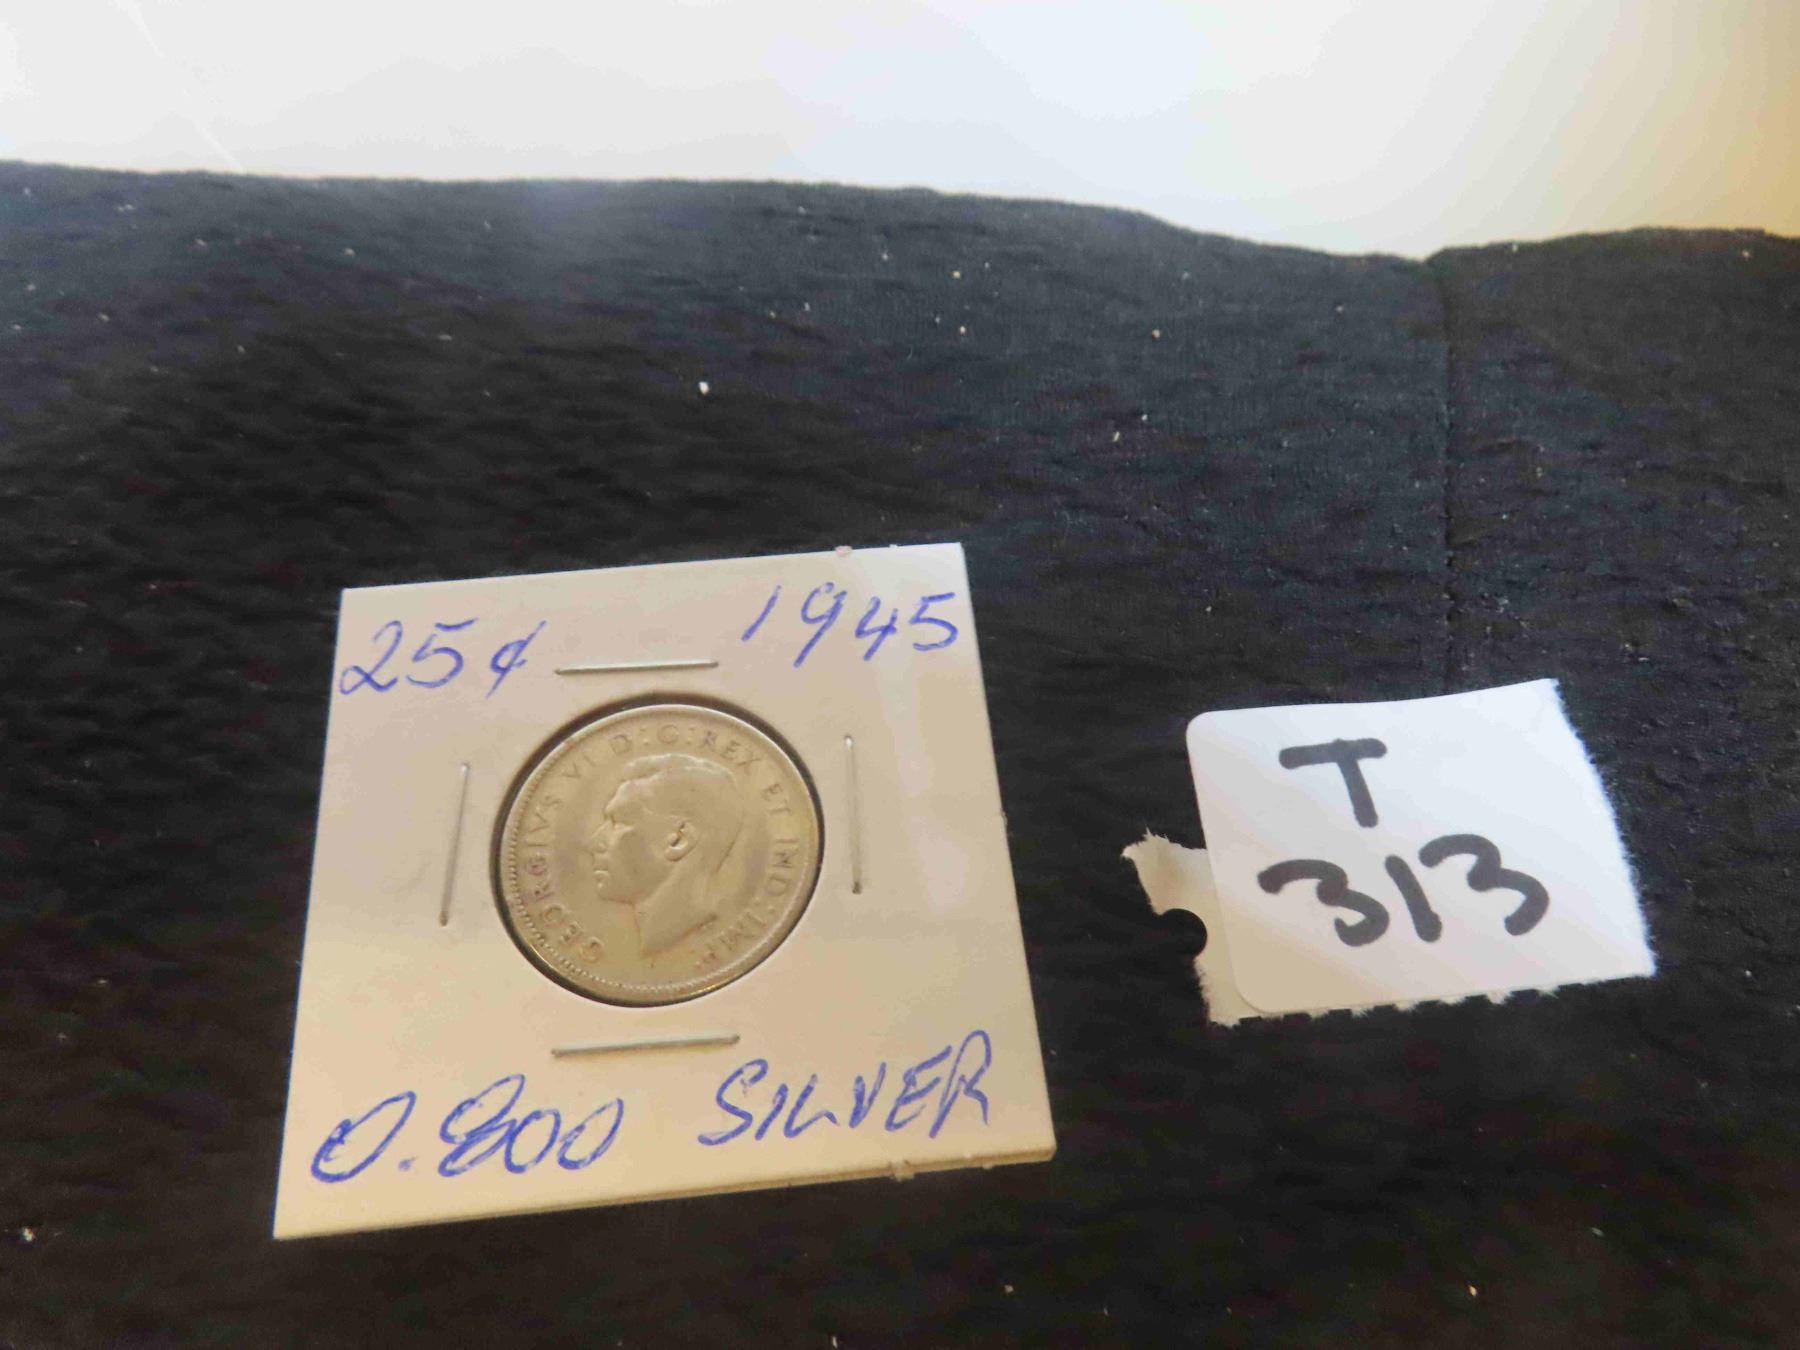 25¢ 1945
GEORGIVS VI D:G:REX ET IND:IMP:
0.800 SILVER
T
313